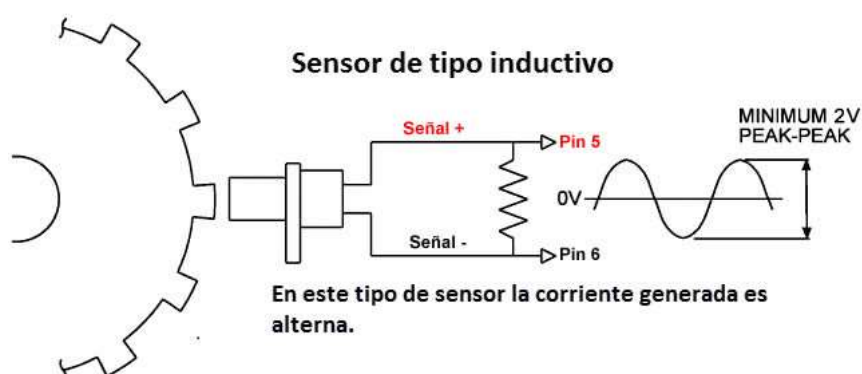 Sensor de tipo inductivo
Señal +
Pin 5
MINIMUM 2V
PEAK-PEAK
0V
Señal -
Pin 6
En este tipo de sensor la corriente generada es
alterna.